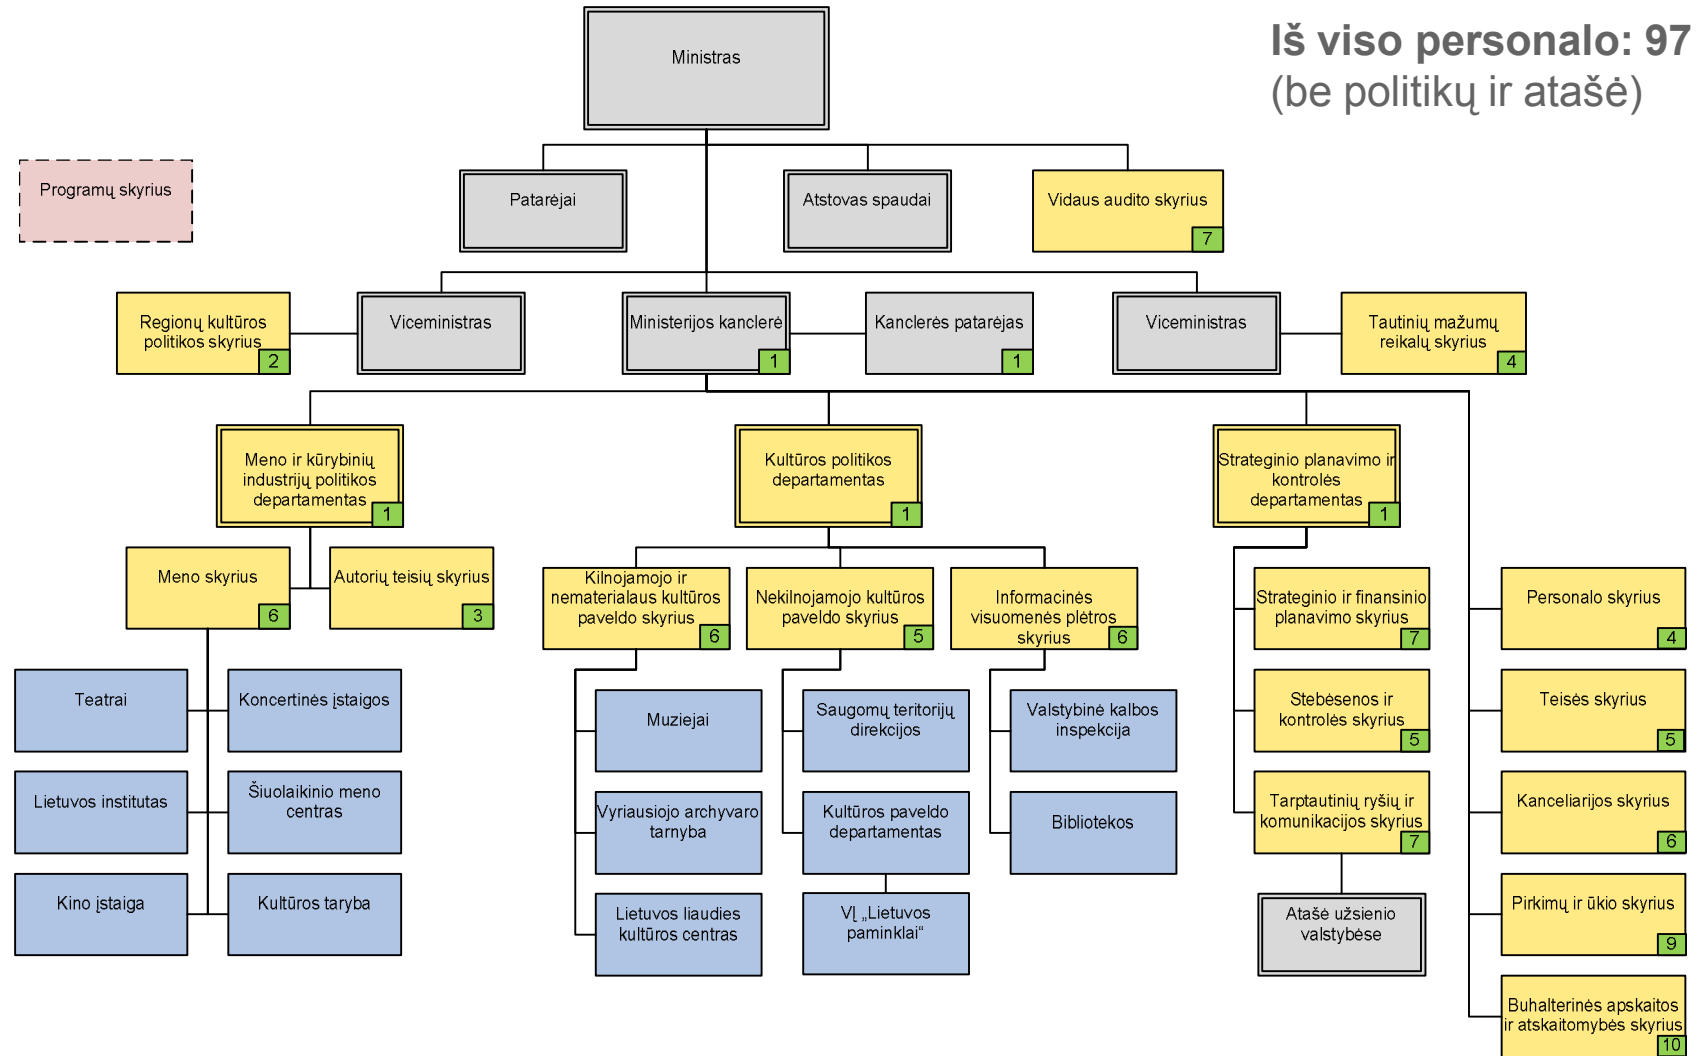 Iš viso personalo: 97
(be politikų ir atašė)
Ministras
Programų skyrius
Patarėjai
Atstovas spaudai
Vidaus audito skyrius
7
Regionų kultūros
politikos skyrius
2
Viceministras
Ministerijos kanclerė
1
Kanclerės patarėjas
1
Viceministras
Tautinių mažumų
reikalų skyrius
4
Meno ir kūrybinių
industrijų politikos
departamentas
1
Kultūros politikos
departamentas
1
Strateginio planavimo ir
kontrolės
departamentas
1
Meno skyrius
6
Autorių teisių skyrius
3
Kilnojamojo ir
nematerialaus kultūros
paveldo skyrius
6
Nekilnojamojo kultūros
paveldo skyrius
5
Informacinės
visuomenės plėtros
skyrius
6
Strateginio ir finansinio
planavimo skyrius
7
Personalo skyrius
4
Teatrai
Koncertinės įstaigos
Muziejai
Saugomų teritorijų
direkcijos
Valstybinė kalbos
inspekcija
Stebėsenos ir
kontrolės skyrius
5
Teisės skyrius
5
Lietuvos institutas
Šiuolaikinio meno
centras
Vyriausiojo archyvaro
tarnyba
Kultūros paveldo
departamentas
Bibliotekos
Tarptautinių ryšių ir
komunikacijos skyrius
7
Kanceliarijos skyrius
6
Kino įstaiga
Kultūros taryba
Lietuvos liaudies
kultūros centras
VĮ „Lietuvos
paminklai“
Atašė užsienio
valstybėse
Pirkimų ir ūkio skyrius
9
Buhalterinės apskaitos
ir atskaitomybės skyrius
10